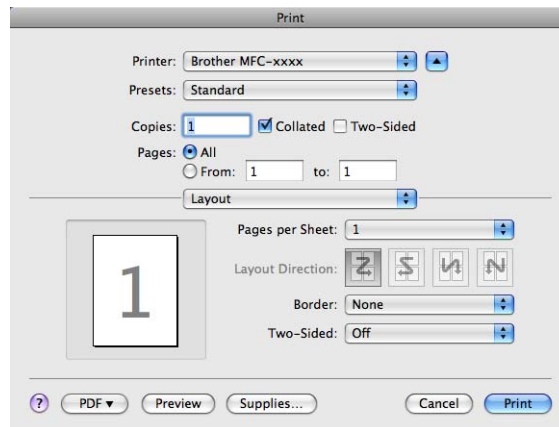 Print
Printer: Brother MFC-xxxx
Presets: Standard
Copies: 1 Collated Two-Sided
Pages: All
From: 1 to: 1
Layout
Pages per Sheet: 1
Layout Direction:
Border: None
Two-Sided: Off
1
? PDF ▾ Preview Supplies... Cancel Print